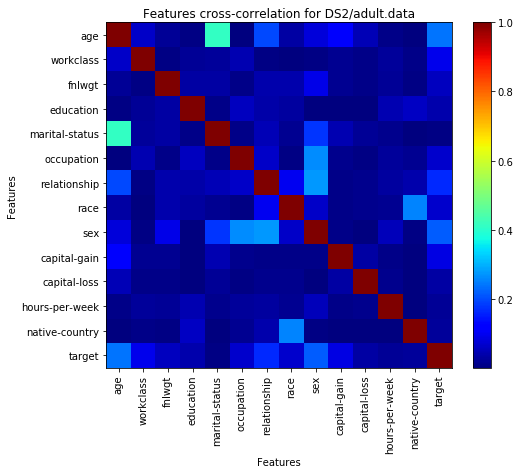 Features cross-correlation for DS2/adult.data
Features
age
workclass
fnlwgt
education
marital-status
occupation
relationship
race
sex
capital-gain
capital-loss
hours-per-week
native-country
target
age
workclass
fnlwgt
education
marital-status
occupation
relationship
race
sex
capital-gain
capital-loss
hours-per-week
native-country
target
Features
1.0
0.8
0.6
0.4
0.2